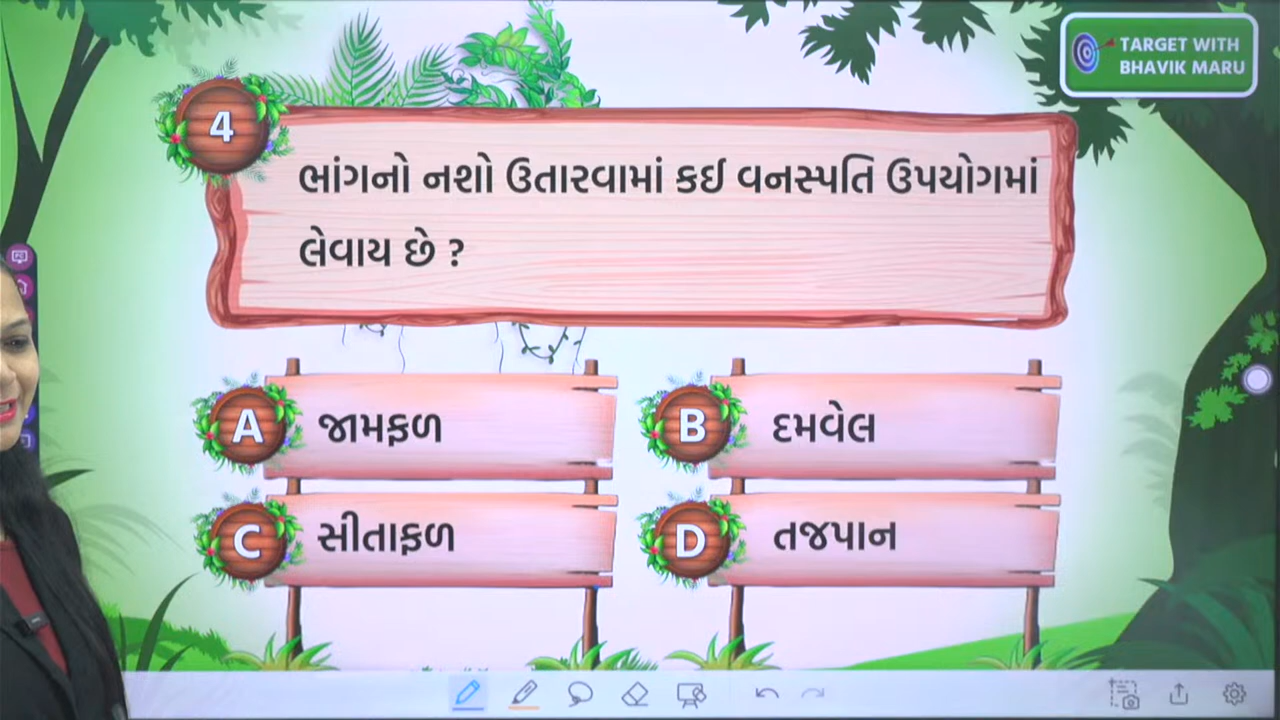 TARGET WITH
BHAVIK MARU
4
ભાંગનો નશો ઉતારવામાં કઈ વનસ્પતિ ઉપયોગમાં
લેવાય છે ?
A જામફળ
B દમવેલ
C સીતાફળ
D તજપાન